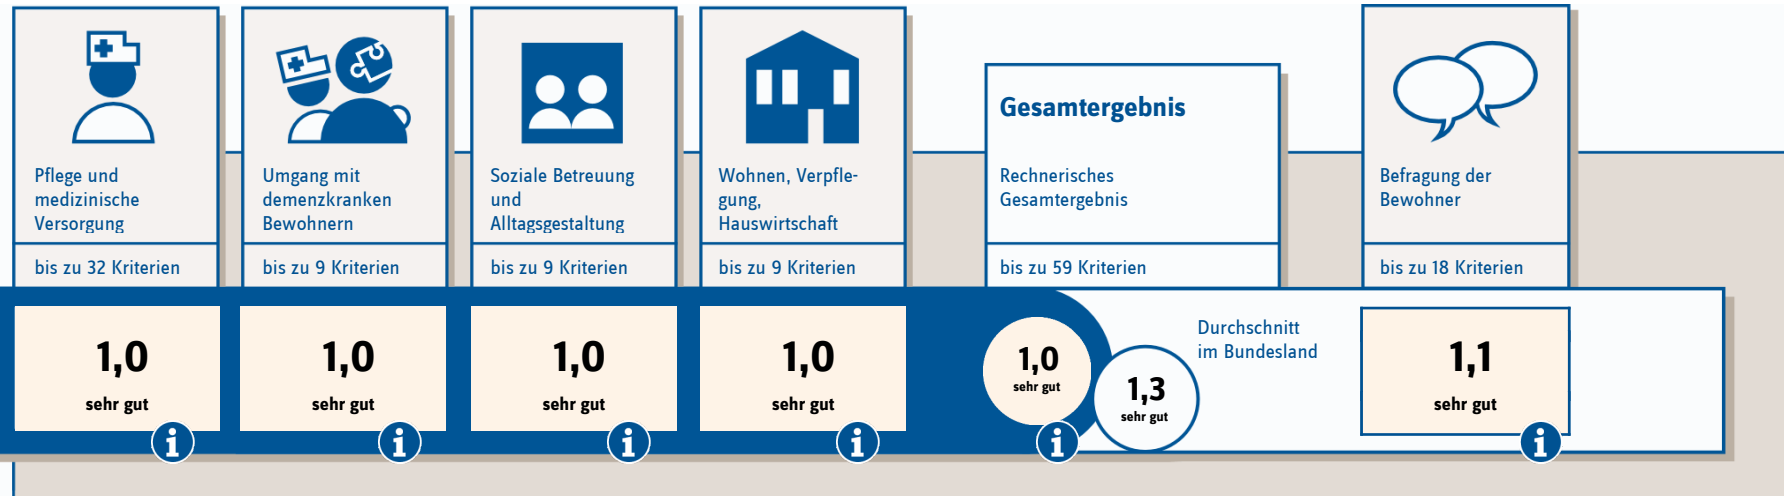 Pflege und
medizinische
Versorgung
bis zu 32 Kriterien
1,0
sehr gut
Umgang mit
demenzkranken
Bewohnern
bis zu 9 Kriterien
1,0
sehr gut
Soziale Betreuung
und
Alltagsgestaltung
bis zu 9 Kriterien
1,0
sehr gut
Wohnen, Verpfle-
gung,
Hauswirtschaft
bis zu 9 Kriterien
1,0
sehr gut
Gesamtergebnis
Rechnerisches
Gesamtergebnis
bis zu 59 Kriterien
1,0
sehr gut
1,3
sehr gut
Durchschnitt
im Bundesland
Befragung der
Bewohner
bis zu 18 Kriterien
1,1
sehr gut
i
i
i
i
i
i